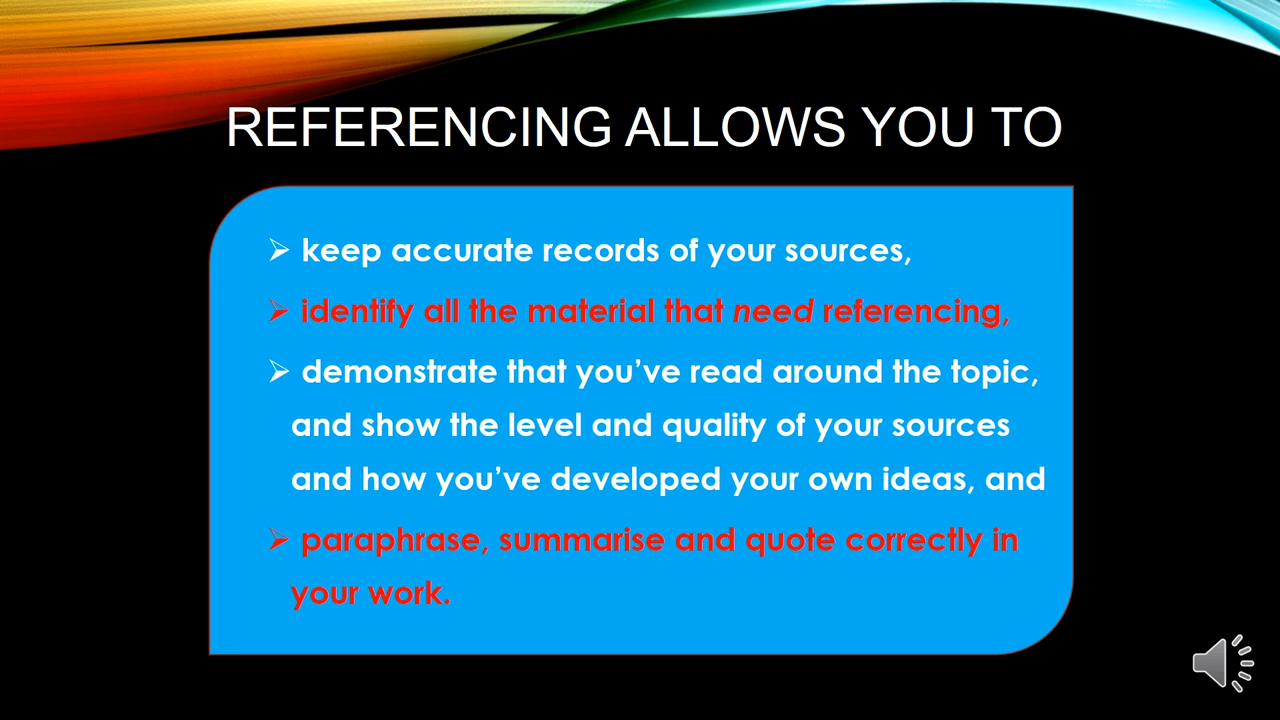 REFERENCING ALLOWS YOU TO
➢ keep accurate records of your sources,
➢ identify all the material that need referencing,
➢ demonstrate that you’ve read around the topic,
and show the level and quality of your sources
and how you’ve developed your own ideas, and
➢ paraphrase, summarise and quote correctly in
your work.